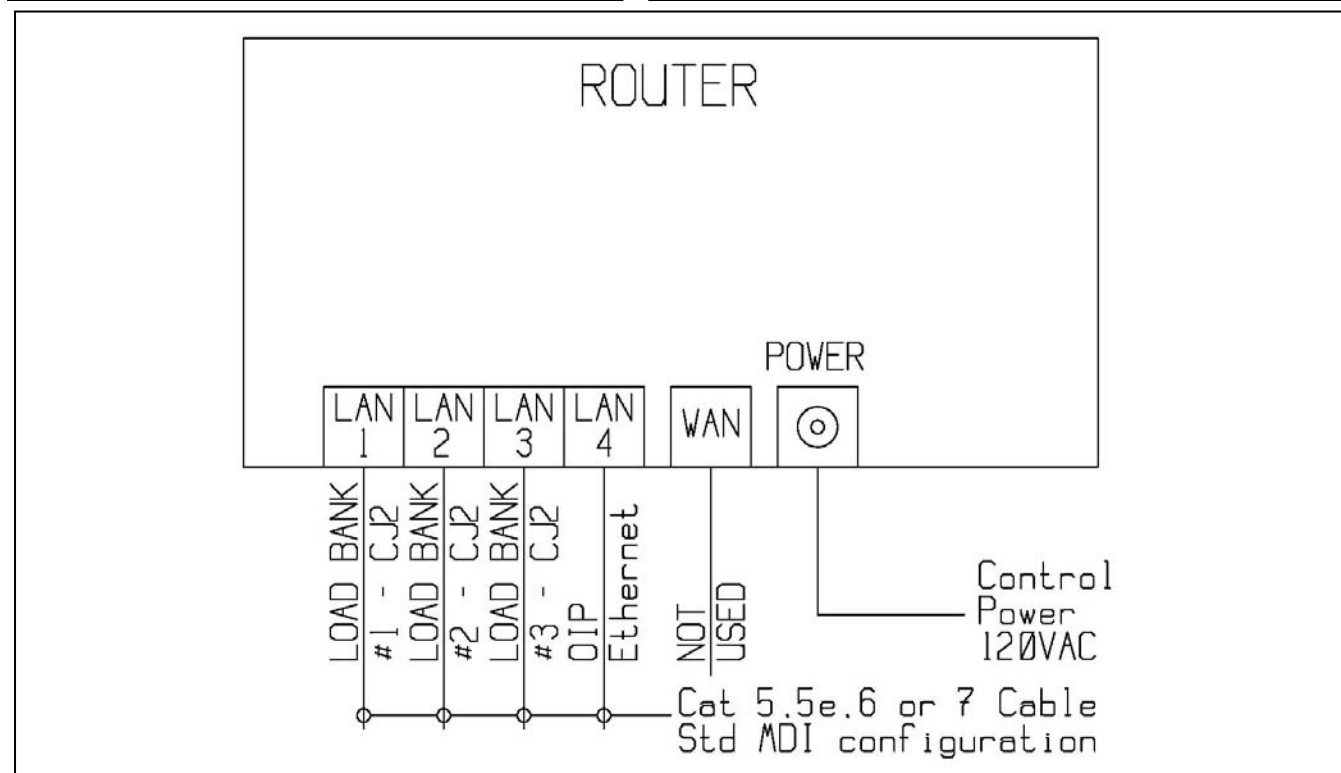 ROUTER
POWER
LAN
1
LAN
2
LAN
3
LAN
4
WAN
LOAD BANK
#1 - CJ2
LOAD BANK
#2 - CJ2
LOAD BANK
#3 - CJ2
OIP
Ethernet
NOT
USED
Control
Power
120VAC
Cat 5,5e,6 or 7 Cable
Std MDI configuration